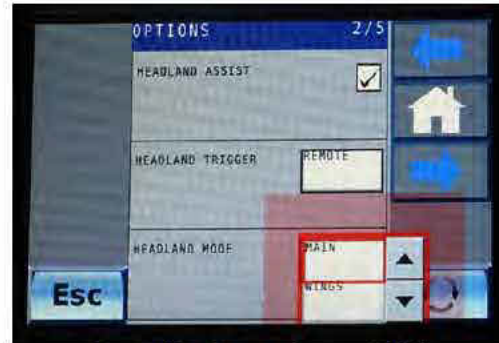 OPTIONS 2/5
HEADLAND ASSIST
HEADLAND TRIGGER REMOTE
HEADLAND MODE MAIN
WINGS
Esc